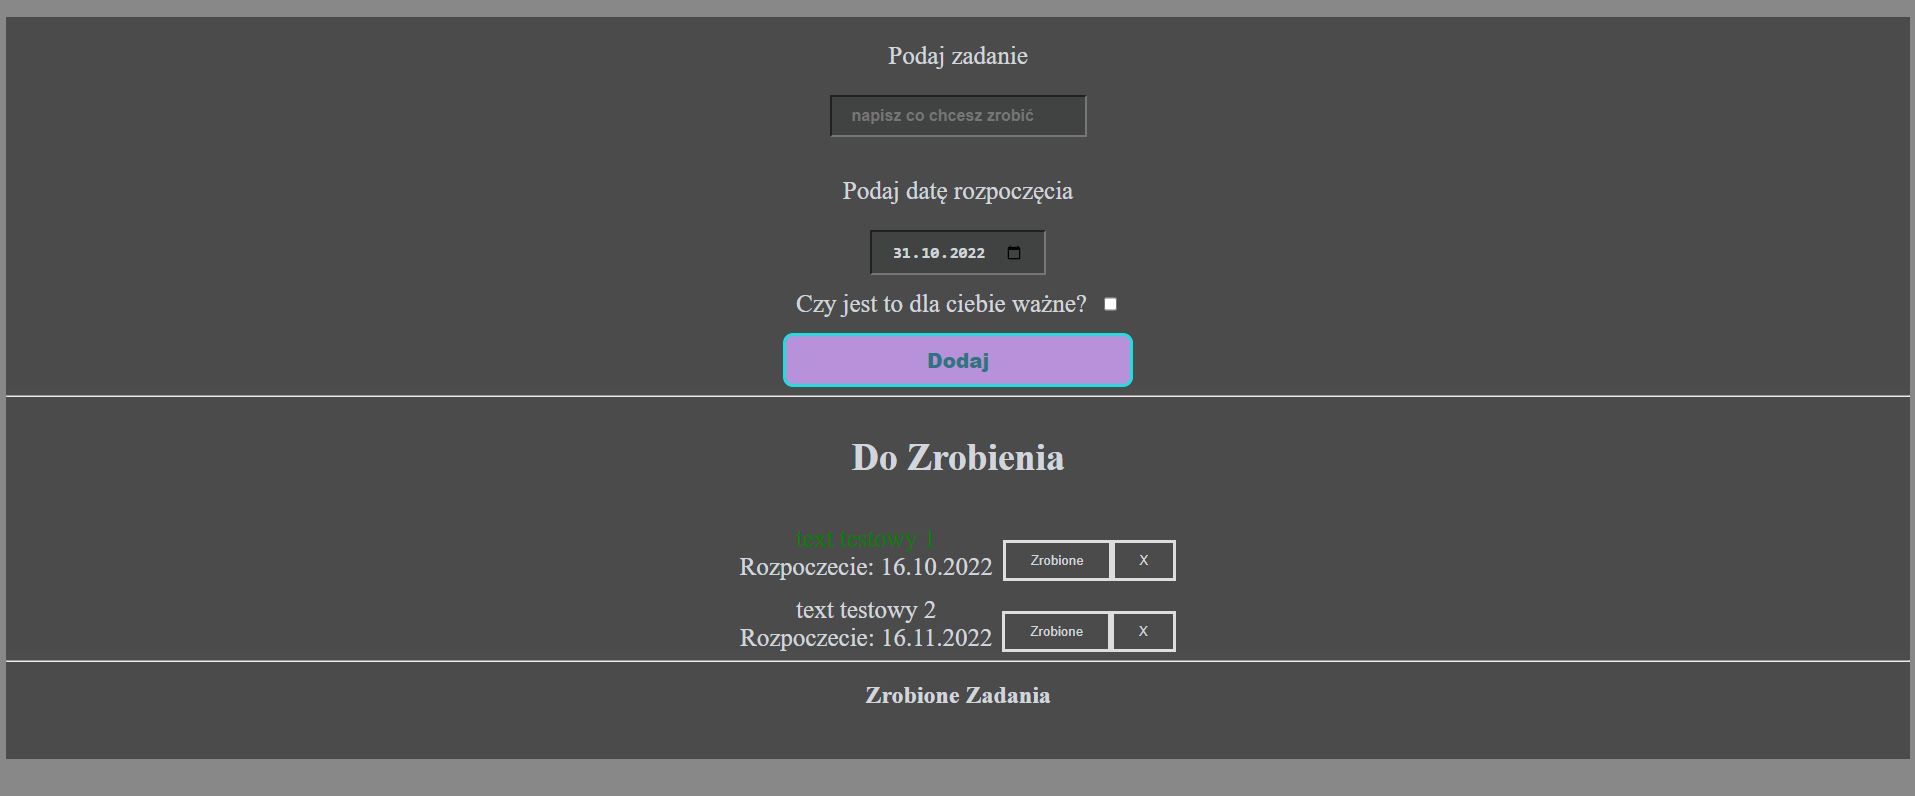 Podaj zadanie
napisz co chcesz zrobić
Podaj datę rozpoczęcia
31.10.2022
Czy jest to dla ciebie ważne?
Dodaj
Do Zrobienia
text testowy 1
Rozpoczecie: 16.10.2022 Zrobione X
text testowy 2
Rozpoczecie: 16.11.2022 Zrobione X
Zrobione Zadania